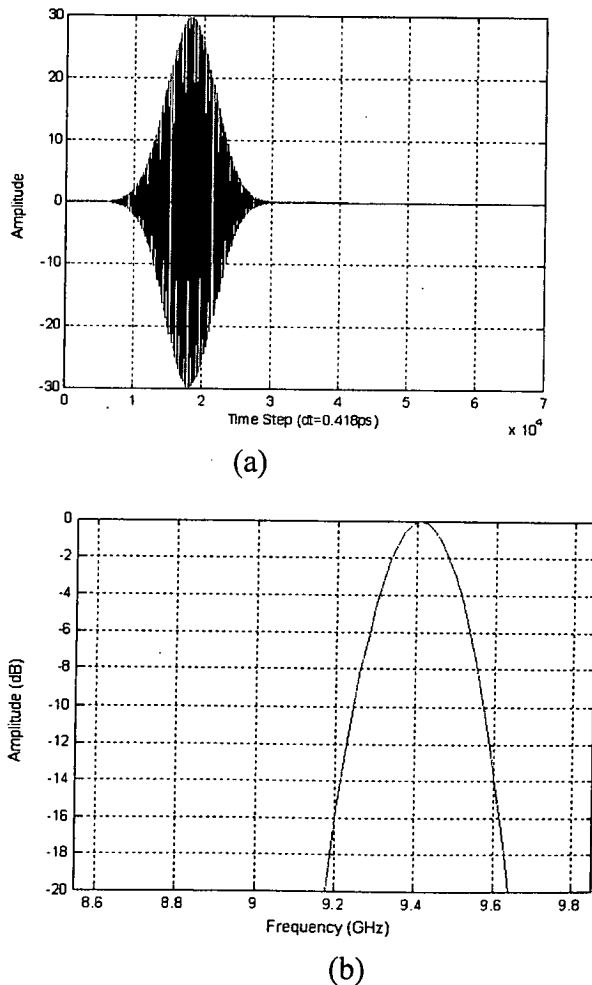 30
20
10
0
-10
-20
-30
Amplitude
0 1 2 3 4 5 6 7
Time Step (dt=0.418ps)
x 10^4
(a)
0
-2
-4
-6
-8
-10
-12
-14
-16
-18
-20
Amplitude (dB)
8.6 8.8 9 9.2 9.4 9.6 9.8
Frequency (GHz)
(b)